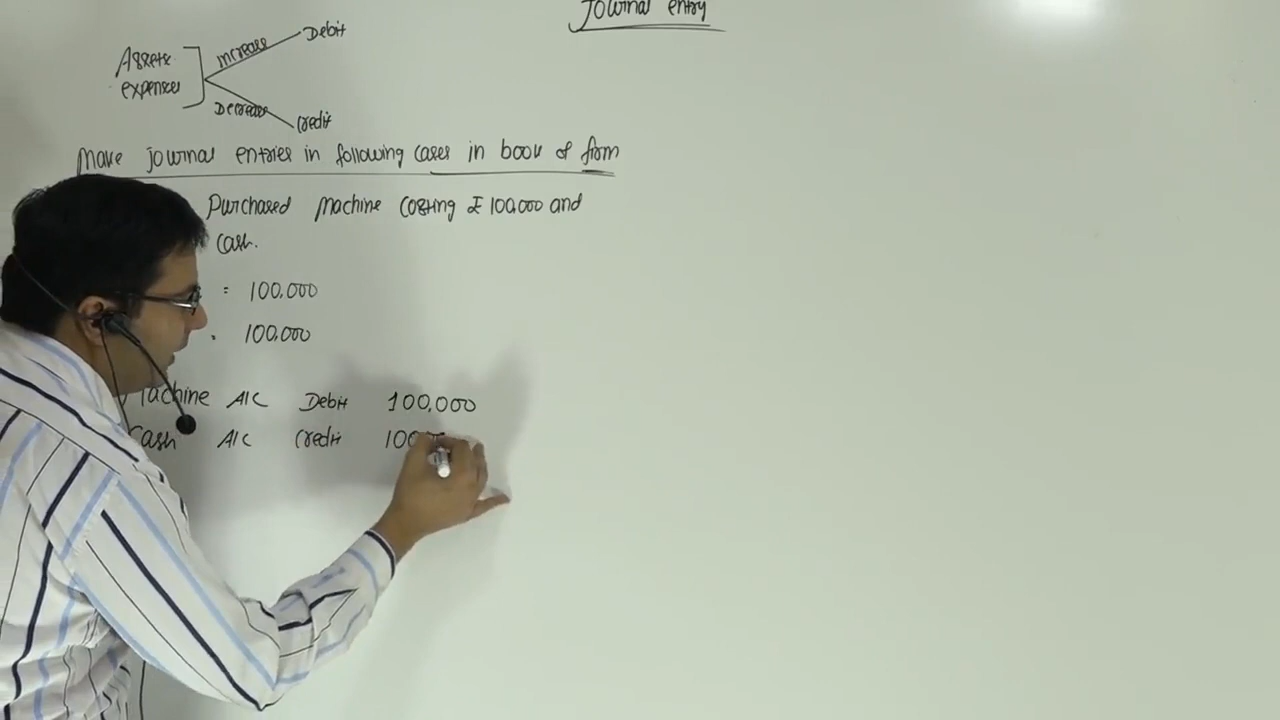 Journal entry
Assets
expenses
Increase
Debit
Decrease
Credit
Make journal entries in following cases in book of firm
Purchased Machine Costing ₹ 100,000 and
Cash.
= 100,000
= 100,000
Machine A/C Debit 100,000
Cash A/C Credit 100